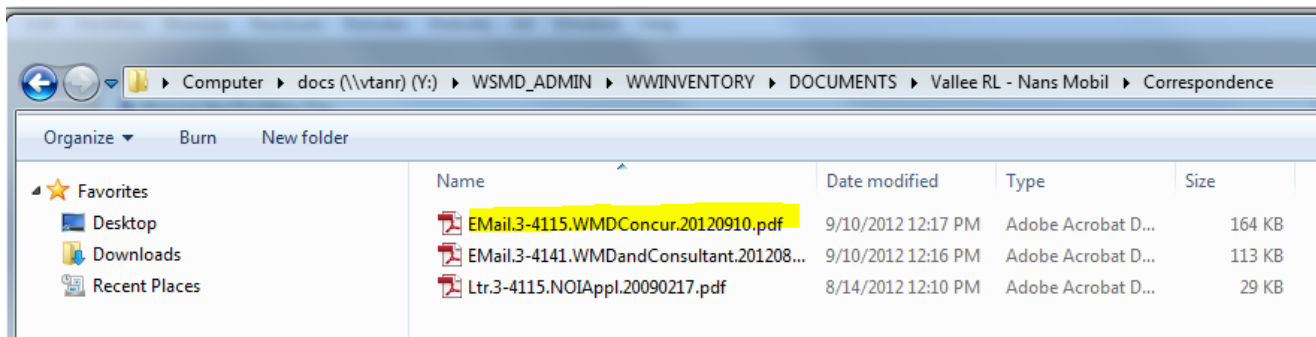 Computer ▸ docs (\\vtanr) (Y:) ▸ WSMD_ADMIN ▸ WWINVENTORY ▸ DOCUMENTS ▸ Vallee RL - Nans Mobil ▸ Correspondence
Organize Burn New folder
Favorites
Desktop
Downloads
Recent Places
Name Date modified Type Size
EMail.3-4115.WMDConcur.20120910.pdf 9/10/2012 12:17 PM Adobe Acrobat D... 164 KB
EMail.3-4141.WMDandConsultant.201208... 9/10/2012 12:16 PM Adobe Acrobat D... 113 KB
Ltr.3-4115.NOIAppl.20090217.pdf 8/14/2012 12:10 PM Adobe Acrobat D... 29 KB